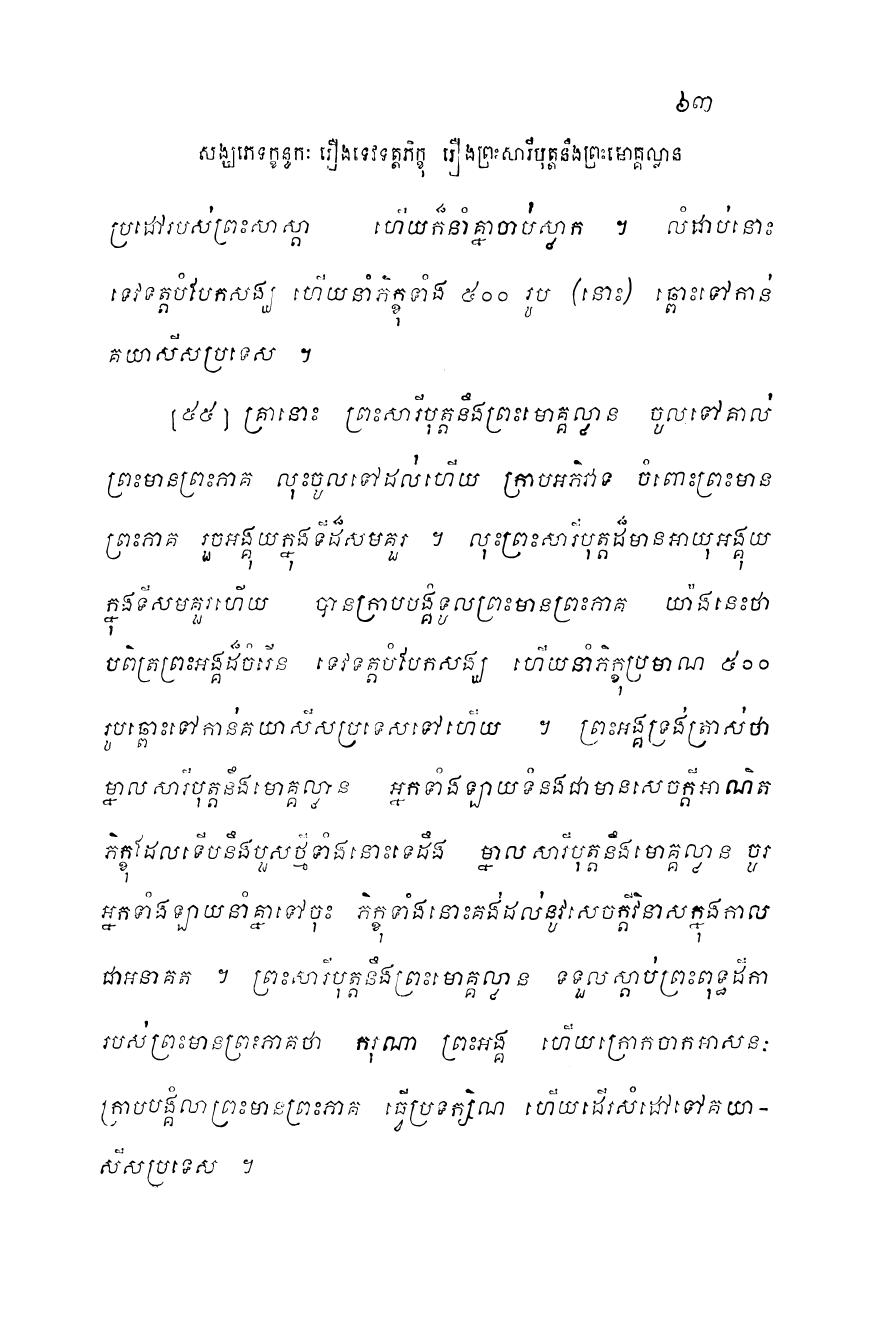 ៦៣
សង្ឃភេទក្ខន្ធកៈ រឿងទេវទត្តភិក្ខុ រឿងព្រះសារីបុត្តនឹងព្រះមោគ្គល្លាន
ប្រដៅរបស់ព្រះសាស្តា ហើយក៏នាំគ្នាចាប់ស្លាក ។ លំដាប់នោះ
ទេវទត្តបំបែកសង្ឃ ហើយនាំភិក្ខុទាំង ៥០០ រូប (នោះ) ឆ្ពោះទៅកាន់
គយាសីសប្រទេស ។
[៥៥] គ្រានោះ ព្រះសារីបុត្តនឹងព្រះមោគ្គល្លាន ចូលទៅគាល់
ព្រះមានព្រះភាគ លុះចូលទៅដល់ហើយ ក្រាបអភិវាទ ចំពោះព្រះមាន
ព្រះភាគ រួចអង្គុយក្នុងទីដ៏សមគួរ ។ លុះព្រះសារីបុត្តដ៏មានអាយុអង្គុយ
ក្នុងទីសមគួរហើយ បានក្រាបបង្គំទូលព្រះមានព្រះភាគ យ៉ាងនេះថា
បពិត្រព្រះអង្គដ៏ចំរើន ទេវទត្តបំបែកសង្ឃ ហើយនាំភិក្ខុប្រមាណ ៥០០
រូបឆ្ពោះទៅកាន់គយាសីសប្រទេសទៅហើយ ។ ព្រះអង្គទ្រង់ត្រាស់ថា
ម្នាលសារីបុត្តនឹងមោគ្គល្លាន អ្នកទាំងឡាយទំនងជាមានសេចក្តីអាណិត
ភិក្ខុដែលទើបនឹងបួសថ្មីទាំងនោះទេដឹង ម្នាលសារីបុត្តនឹងមោគ្គល្លាន ចូរ
អ្នកទាំងឡាយនាំគ្នាទៅចុះ ភិក្ខុទាំងនោះគង់ដល់នូវសេចក្តីវិនាសក្នុងកាល
ជាអនាគត ។ ព្រះសារីបុត្តនឹងព្រះមោគ្គល្លាន ទទួលស្តាប់ព្រះពុទ្ធដីកា
របស់ព្រះមានព្រះភាគថា ករុណា ព្រះអង្គ ហើយក្រោកចាកអាសនៈ
ក្រាបបង្គំលាព្រះមានព្រះភាគ ធ្វើប្រទក្សិណ ហើយដើរសំដៅទៅគយា-
សីសប្រទេស ។